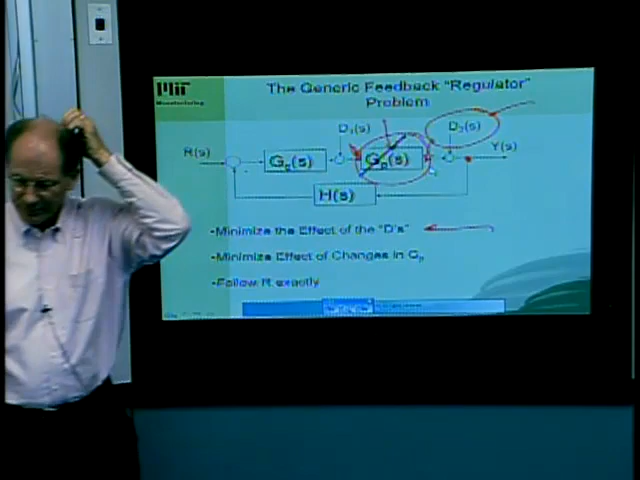 MIT
Manufacturing
The Generic Feedback "Regulator"
Problem
D₁(s)
D₂(s)
R(s)
Gc(s)
Gp(s)
Y(s)
H(s)
-Minimize the Effect of the "D's"
-Minimize Effect of Changes in Gp
-Follow R exactly